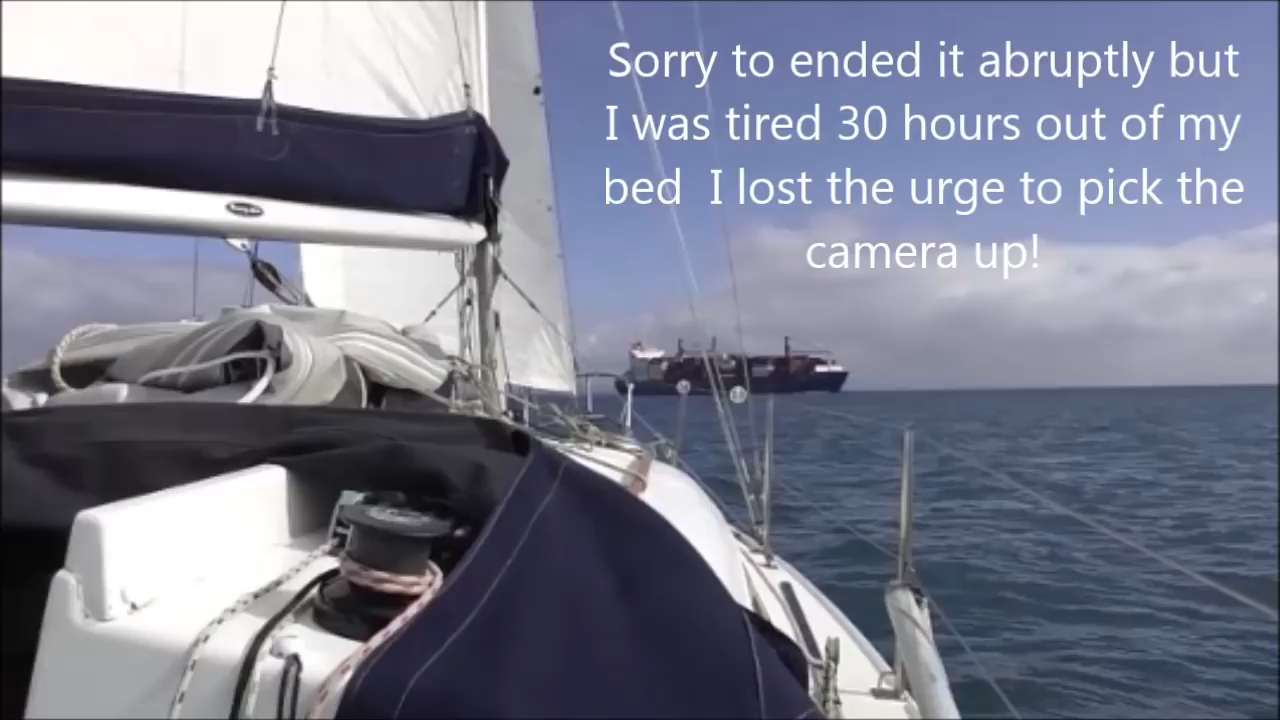 Sorry to ended it abruptly but
I was tired 30 hours out of my
bed  I lost the urge to pick the
camera up!